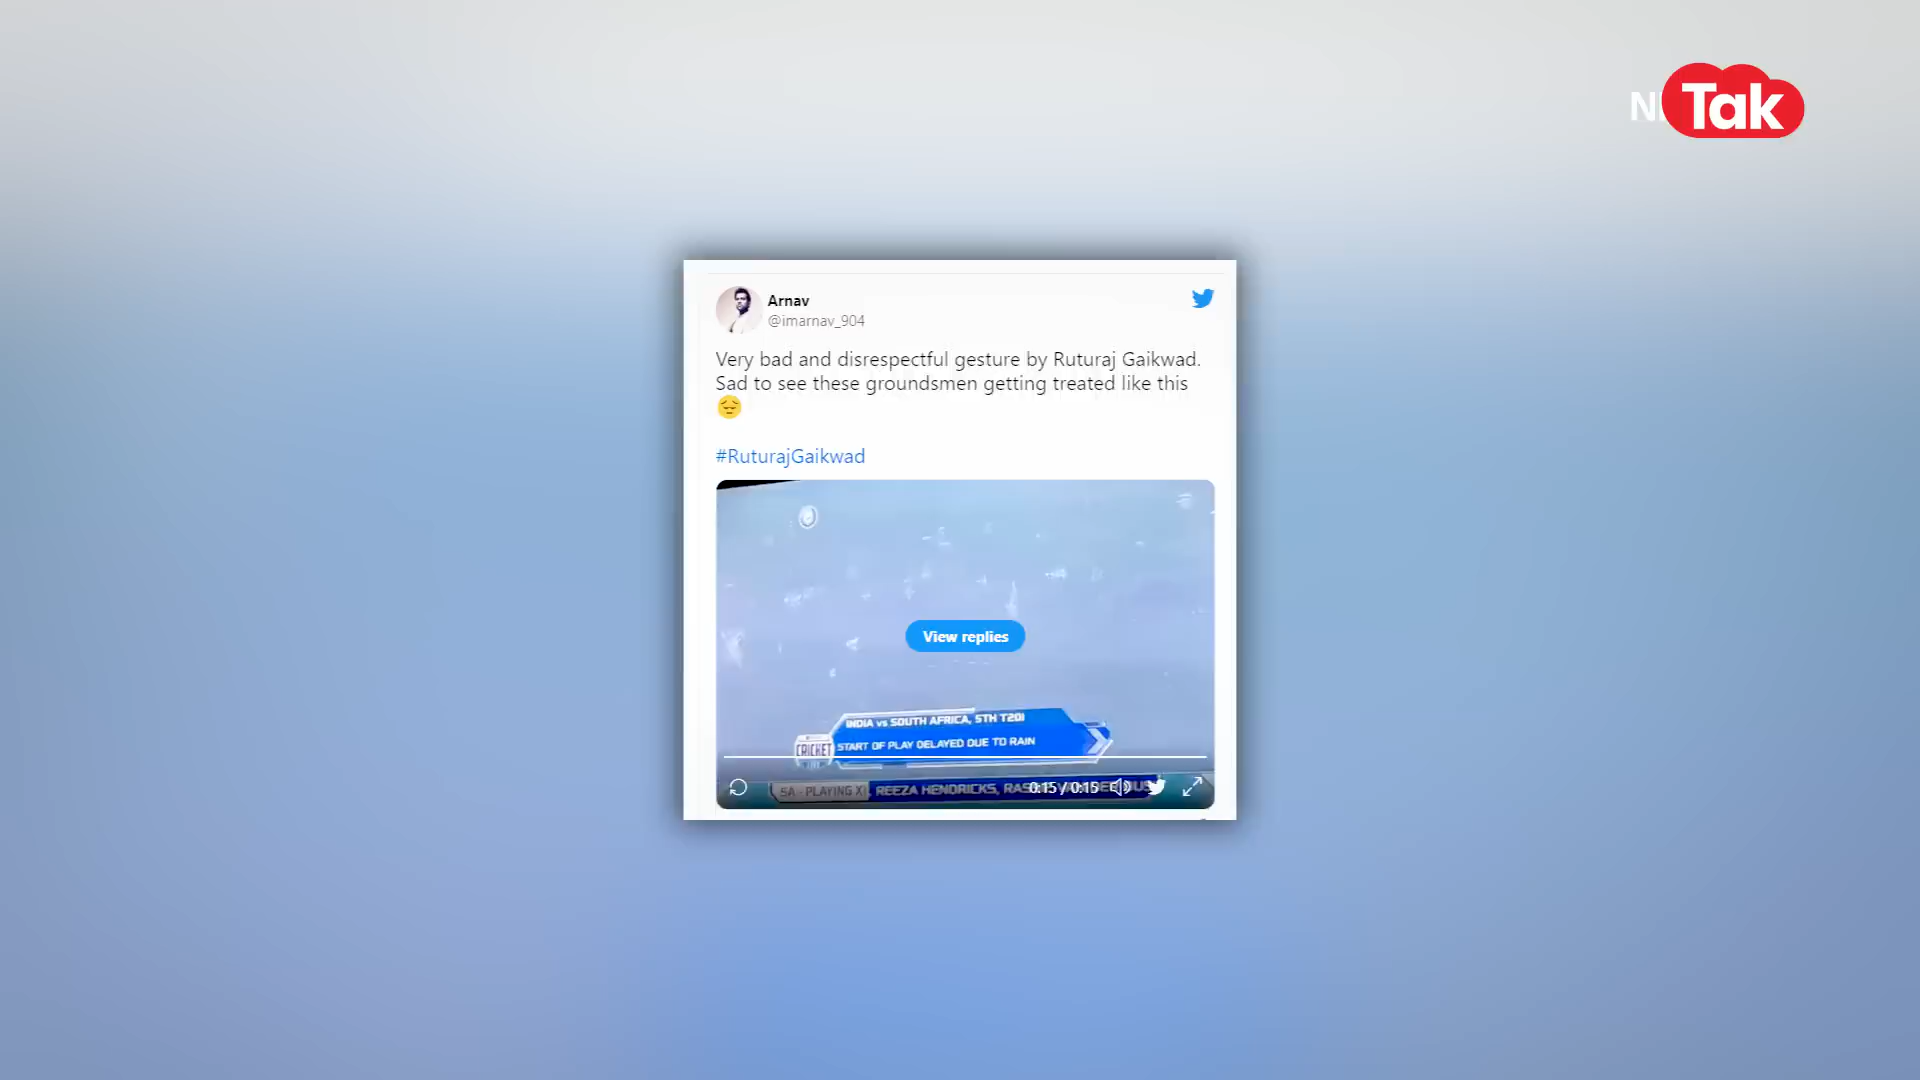 Tak
Arnav
@imarnav_904
Very bad and disrespectful gesture by Ruturaj Gaikwad.
Sad to see these groundsmen getting treated like this
😔
#RuturajGaikwad
View replies
INDIA vs SOUTH AFRICA, 5TH T20I
CRICKET
START OF PLAY DELAYED DUE TO RAIN
SA - PLAYING XI
REEZA HENDRICKS,
0:15 / 0:15